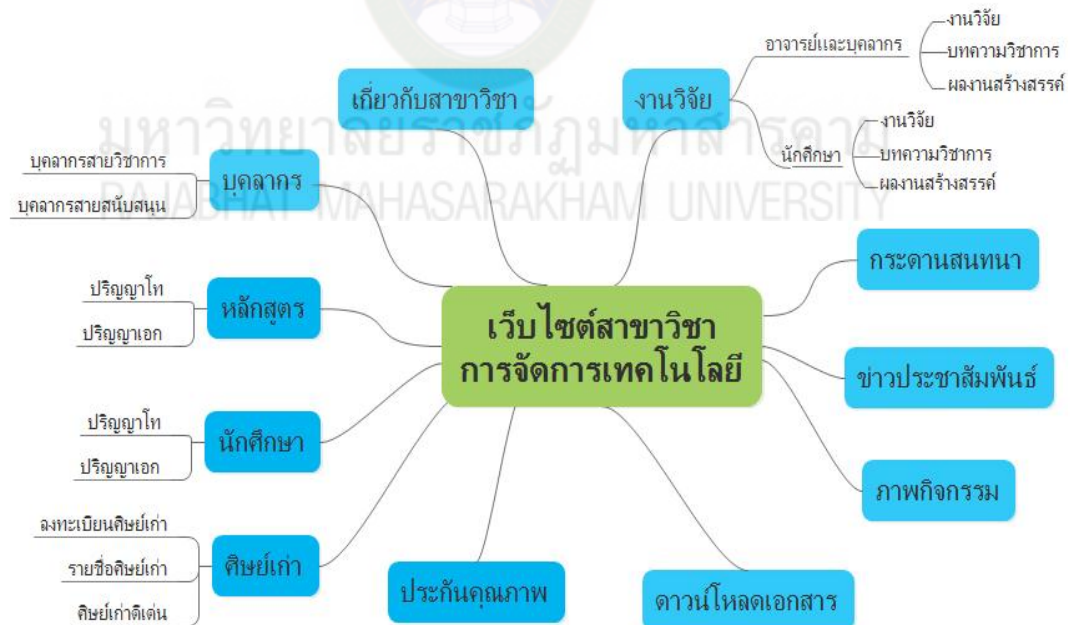 งานวิจัย
อาจารย์และบุคลากร
บทความวิชาการ
ผลงานสร้างสรรค์
เกี่ยวกับสาขาวิชา
งานวิจัย
มหาวิทยาลัยราชภัฏมหาสารคาม
งานวิจัย
นักศึกษา
บทความวิชาการ
ผลงานสร้างสรรค์
บุคลากรสายวิชาการ
บุคลากร
บุคลากรสายสนับสนุน
RAJABHAT MAHASARAKHAM UNIVERSITY
กระดานสนทนา
ปริญญาโท
หลักสูตร
ปริญญาเอก
เว็บไซต์สาขาวิชา
การจัดการเทคโนโลยี
ข่าวประชาสัมพันธ์
ปริญญาโท
นักศึกษา
ปริญญาเอก
ภาพกิจกรรม
ลงทะเบียนศิษย์เก่า
รายชื่อศิษย์เก่า
ศิษย์เก่า
ศิษย์เก่าดีเด่น
ประกันคุณภาพ
ดาวน์โหลดเอกสาร